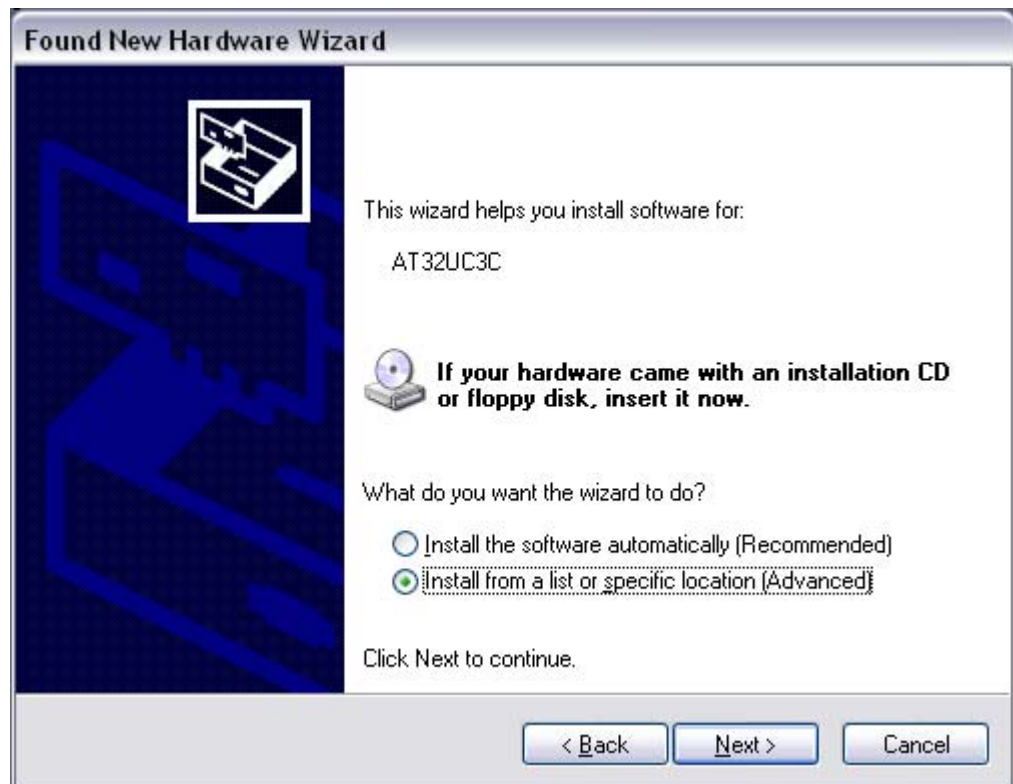 Found New Hardware Wizard
This wizard helps you install software for:
AT32UC3C
If your hardware came with an installation CD
or floppy disk, insert it now.
What do you want the wizard to do?
Install the software automatically (Recommended)
Install from a list or specific location (Advanced)
Click Next to continue.
< Back Next > Cancel